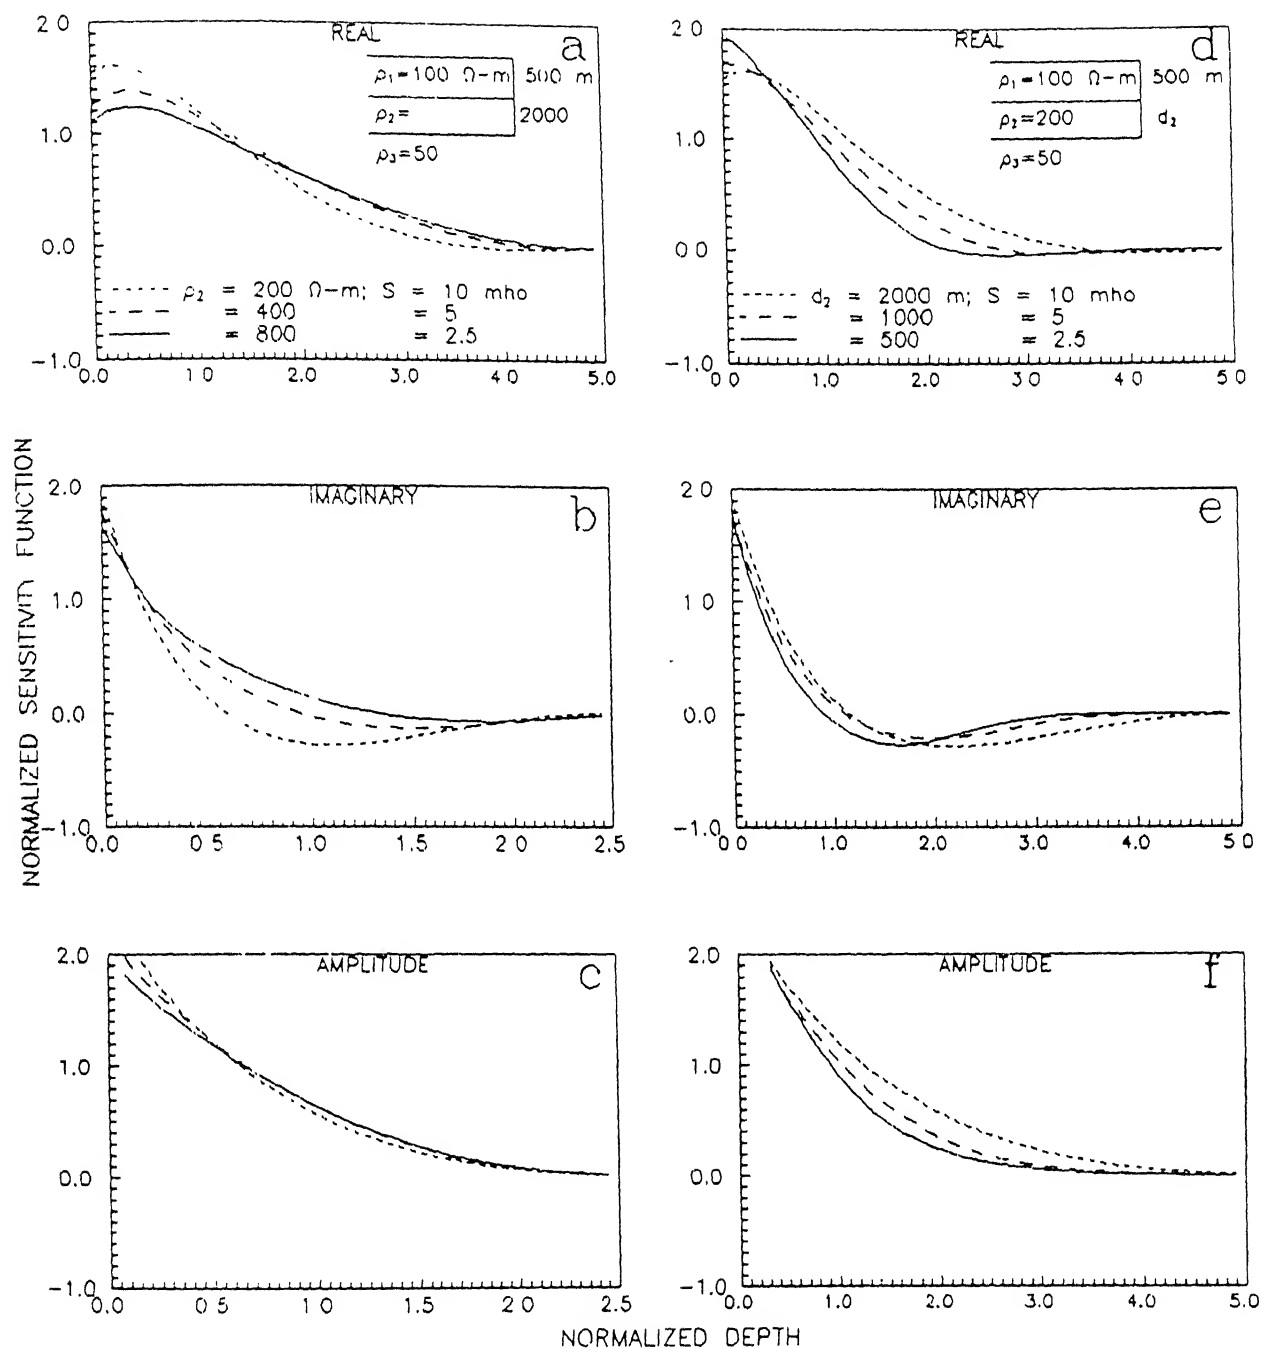 REAL
a
ρ₁=100 Ω-m 500 m
ρ₂= 2000
ρ₃=50
ρ₂ = 200 Ω-m; S = 10 mho
= 400 = 5
= 800 = 2.5
2 0
1.0
0.0
-1.0
0.0 1 0 2.0 3.0 4 0 5.0
REAL
d
ρ₁=100 Ω-m 500 m
ρ₂=200 d₂
ρ₃=50
d₂ = 2000 m; S = 10 mho
= 1000 = 5
= 500 = 2.5
2 0
1.0
0 0
-1.0
0 0 1.0 2.0 3.0 4 0 5 0
NORMALIZED SENSITIVITY FUNCTION
IMAGINARY
b
2.0
1.0
0.0
-1.0
0.0 0 5 1.0 1.5 2.0 2.5
IMAGINARY
e
2 0
1 0
0.0
-1.0
0.0 1.0 2.0 3.0 4.0 5 0
AMPLITUDE
c
2.0
1.0
0.0
-1.0
0.0 0 5 1 0 1.5 2 0 2.5
AMPLITUDE
f
2.0
1.0
0.0
-1.0
0.0 1.0 2.0 3.0 4.0 5.0
NORMALIZED DEPTH